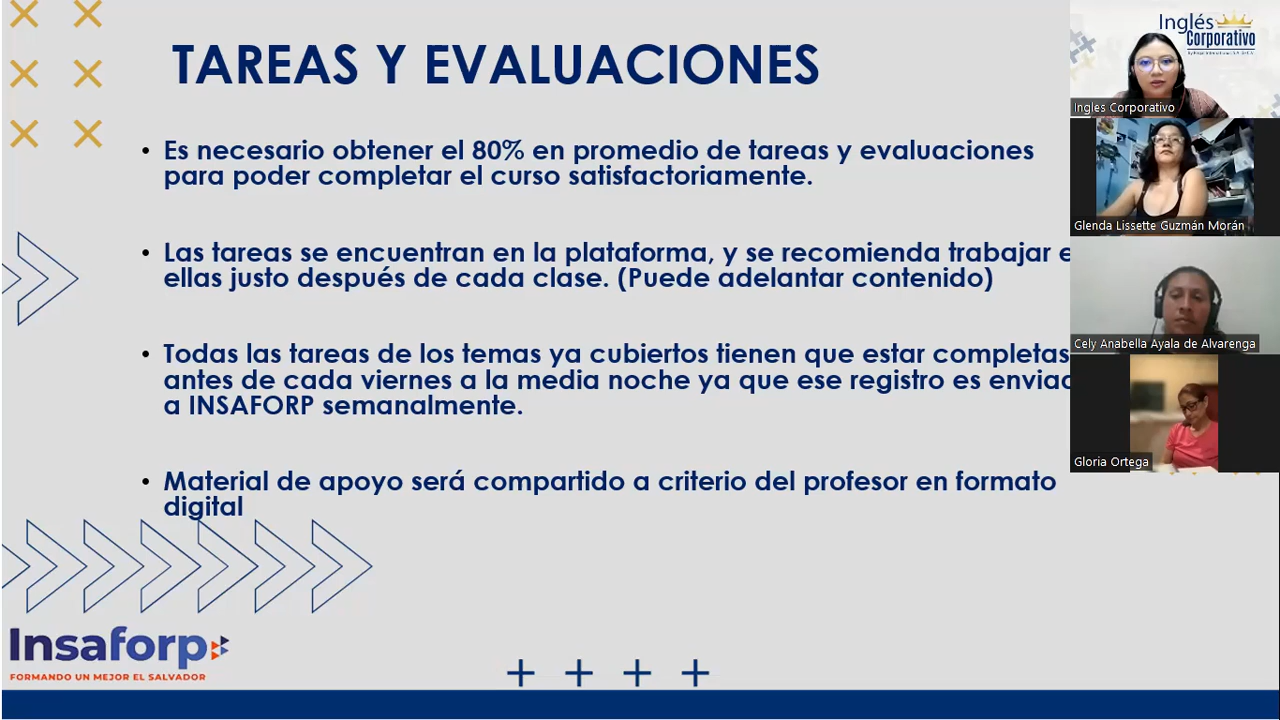 TAREAS Y EVALUACIONES
• Es necesario obtener el 80% en promedio de tareas y evaluaciones
para poder completar el curso satisfactoriamente.
• Las tareas se encuentran en la plataforma, y se recomienda trabajar e
ellas justo después de cada clase. (Puede adelantar contenido)
• Todas las tareas de los temas ya cubiertos tienen que estar completas
antes de cada viernes a la media noche ya que ese registro es enviac
a INSAFORP semanalmente.
• Material de apoyo será compartido a criterio del profesor en formato
digital
Insaforp
FORMANDO UN MEJOR EL SALVADOR
Inglés
Corporativo
Ingles Corporativo
Glenda Lissette Guzmán Morán
Cely Anabella Ayala de Alvarenga
Gloria Ortega